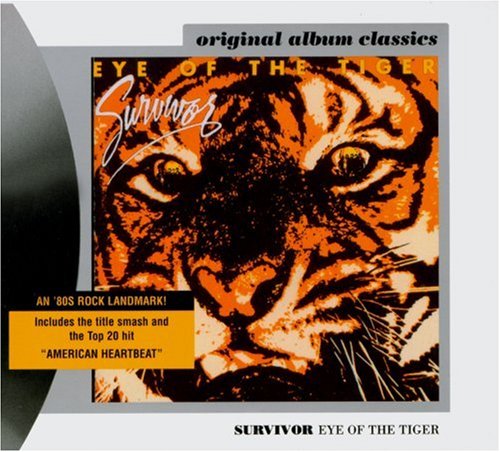 original album classics
EYE OF THE TIGER
Survivor
AN '80S ROCK LANDMARK!
Includes the title smash and
the Top 20 hit
"AMERICAN HEARTBEAT"
SURVIVOR EYE OF THE TIGER